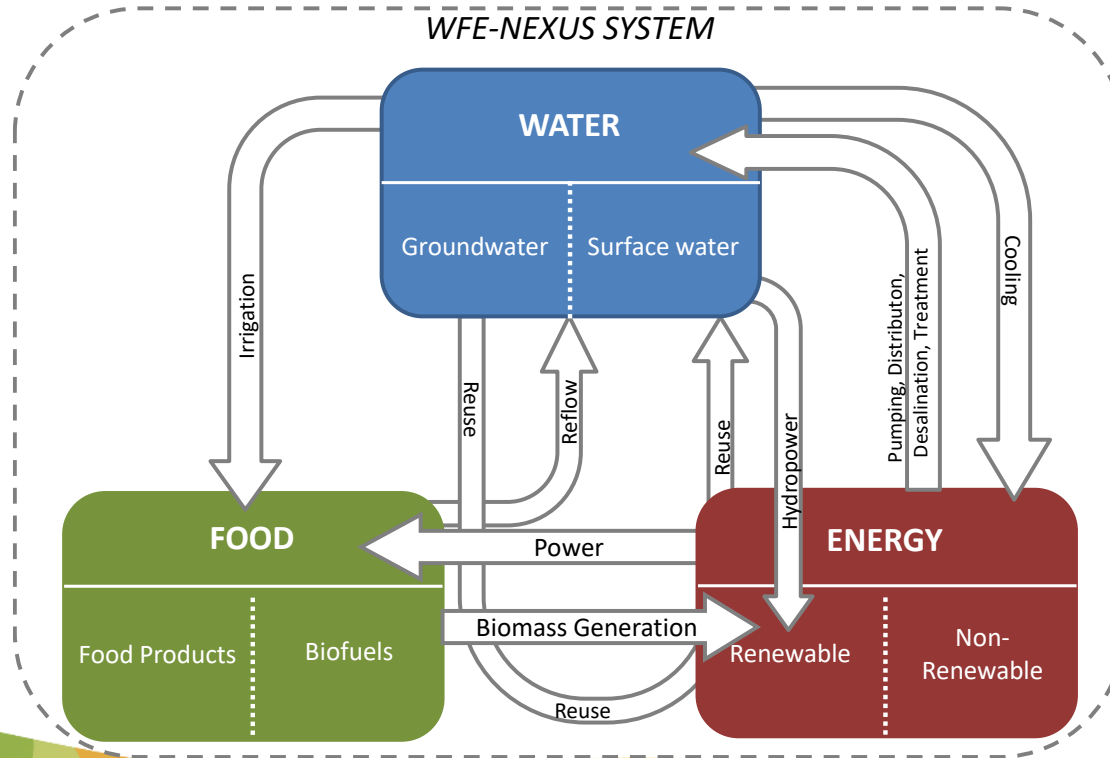 WFE-NEXUS SYSTEM
WATER
Groundwater
Surface water
Irrigation
Reuse
Reflow
Reuse
Hydropower
Pumping, Distributon,
Desalination, Treatment
Cooling
FOOD
Power
ENERGY
Food Products
Biofuels
Biomass Generation
Renewable
Non-
Renewable
Reuse